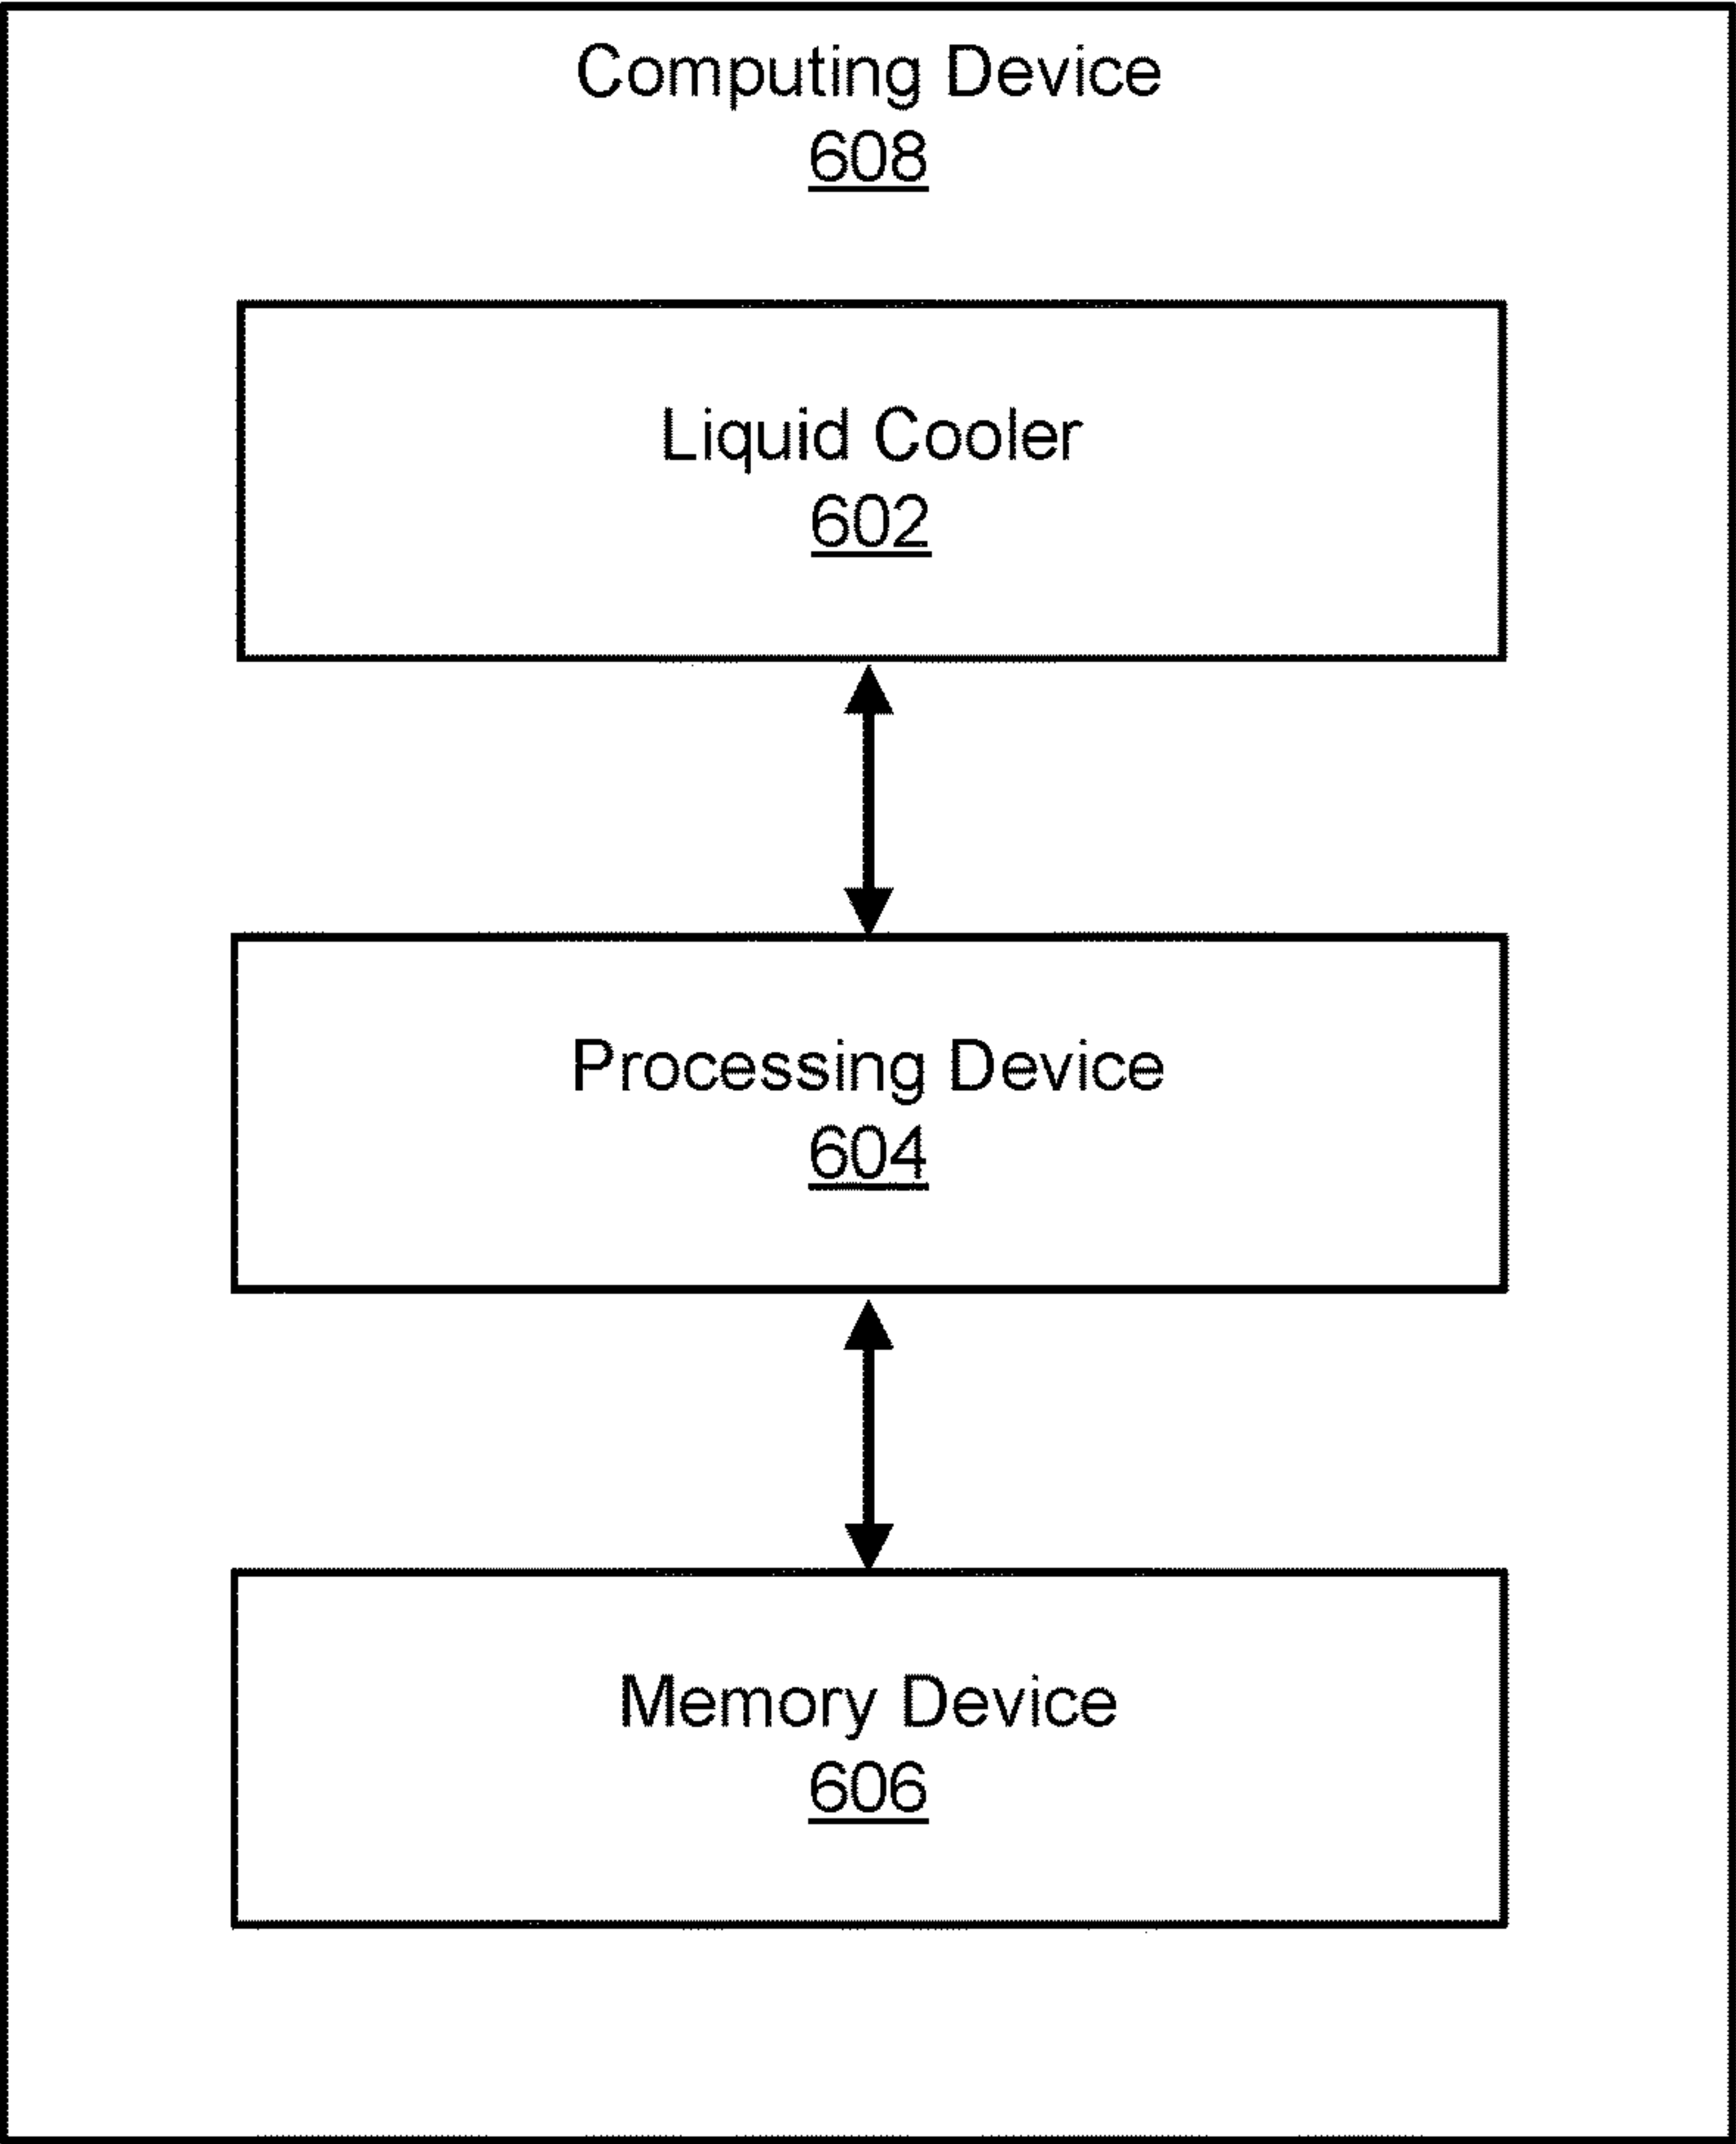 Computing Device
608
Liquid Cooler
602
Processing Device
604
Memory Device
606